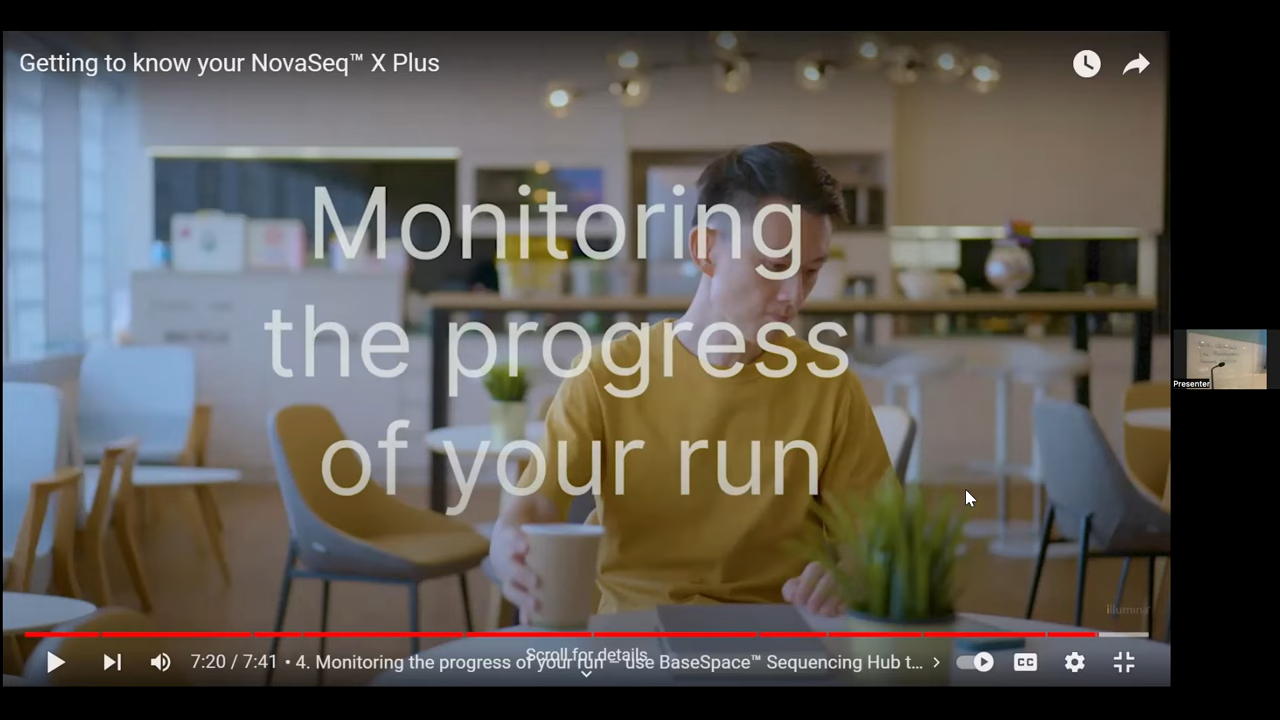 Getting to know your NovaSeq™ X Plus
Monitoring
the progress
of your run
Presenter
illumina
Scroll for details
7:20 / 7:41 • 4. Monitoring the progress of your run – use BaseSpace™ Sequencing Hub t...
CC